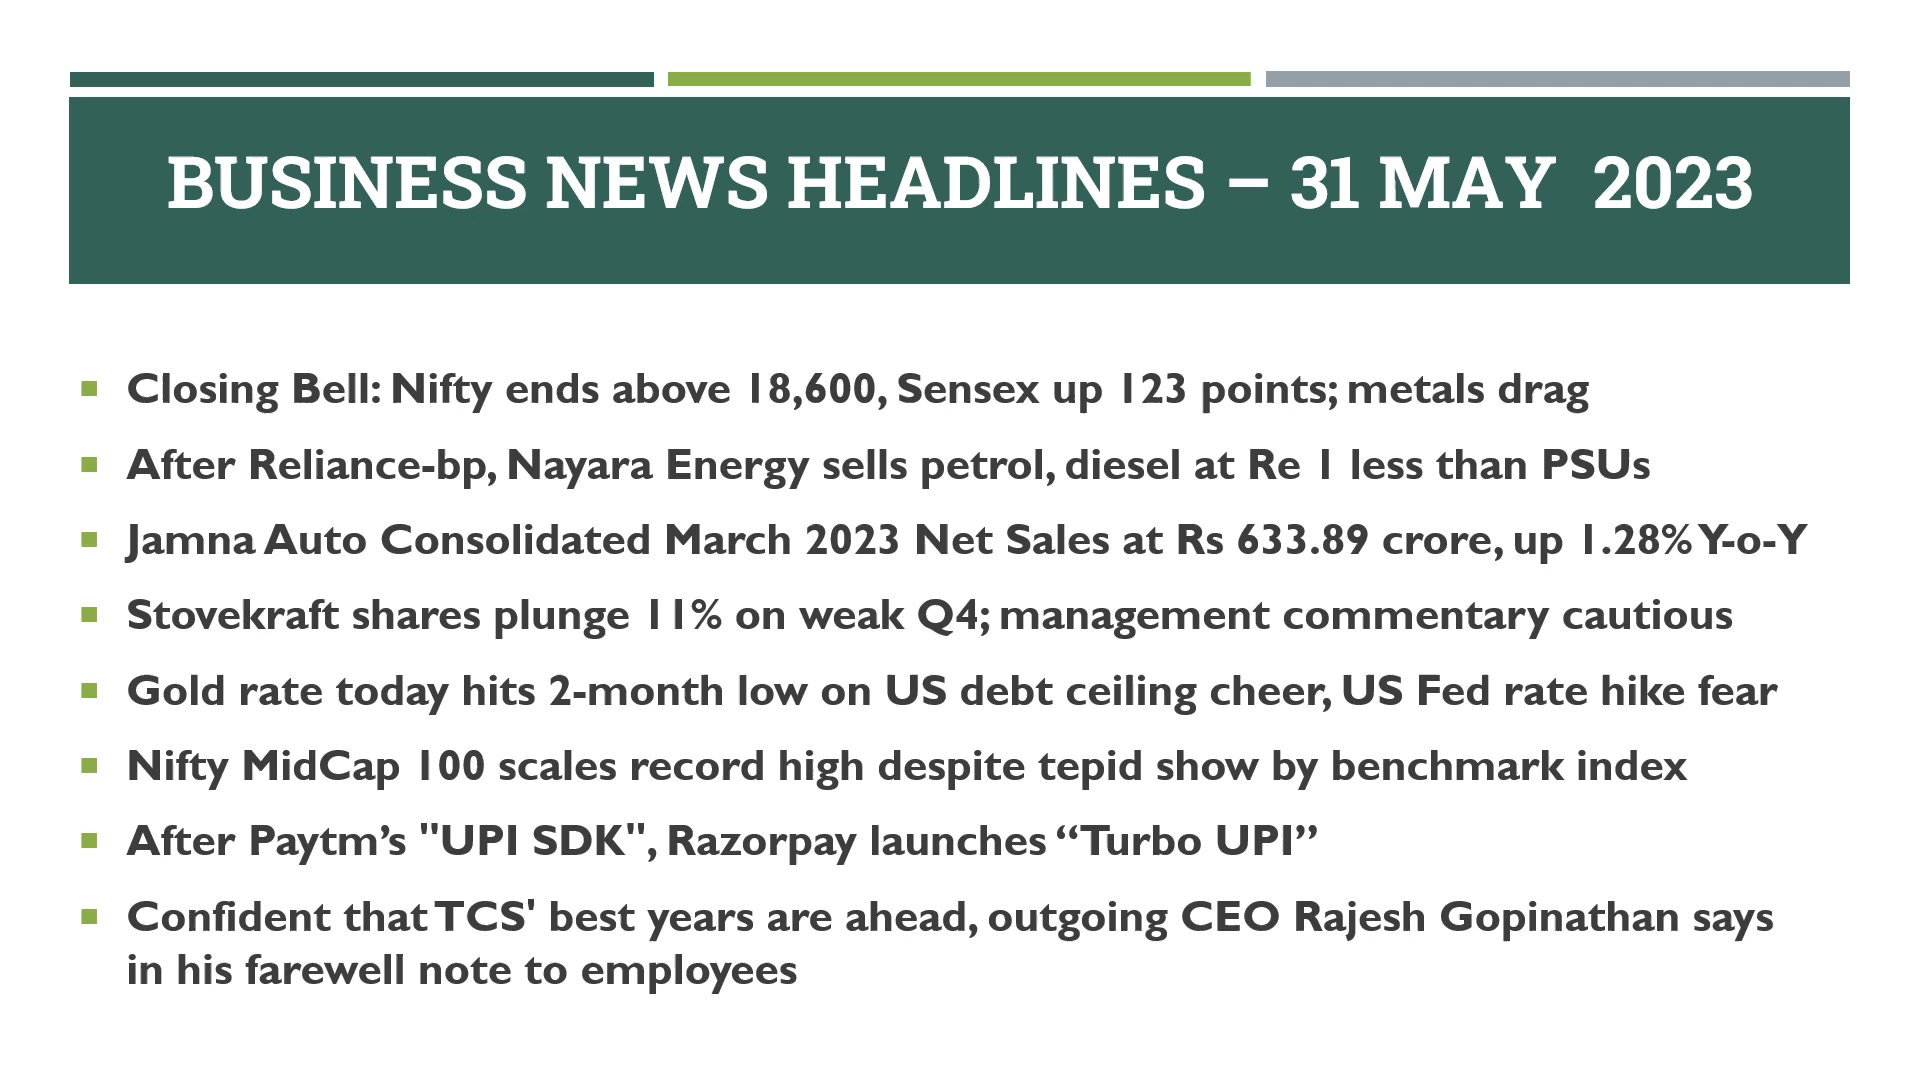 BUSINESS NEWS HEADLINES – 31 MAY  2023
Closing Bell: Nifty ends above 18,600, Sensex up 123 points; metals drag
After Reliance-bp, Nayara Energy sells petrol, diesel at Re 1 less than PSUs
Jamna Auto Consolidated March 2023 Net Sales at Rs 633.89 crore, up 1.28% Y-o-Y
Stovekraft shares plunge 11% on weak Q4; management commentary cautious
Gold rate today hits 2-month low on US debt ceiling cheer, US Fed rate hike fear
Nifty MidCap 100 scales record high despite tepid show by benchmark index
After Paytm’s "UPI SDK", Razorpay launches “Turbo UPI”
Confident that TCS' best years are ahead, outgoing CEO Rajesh Gopinathan says
in his farewell note to employees